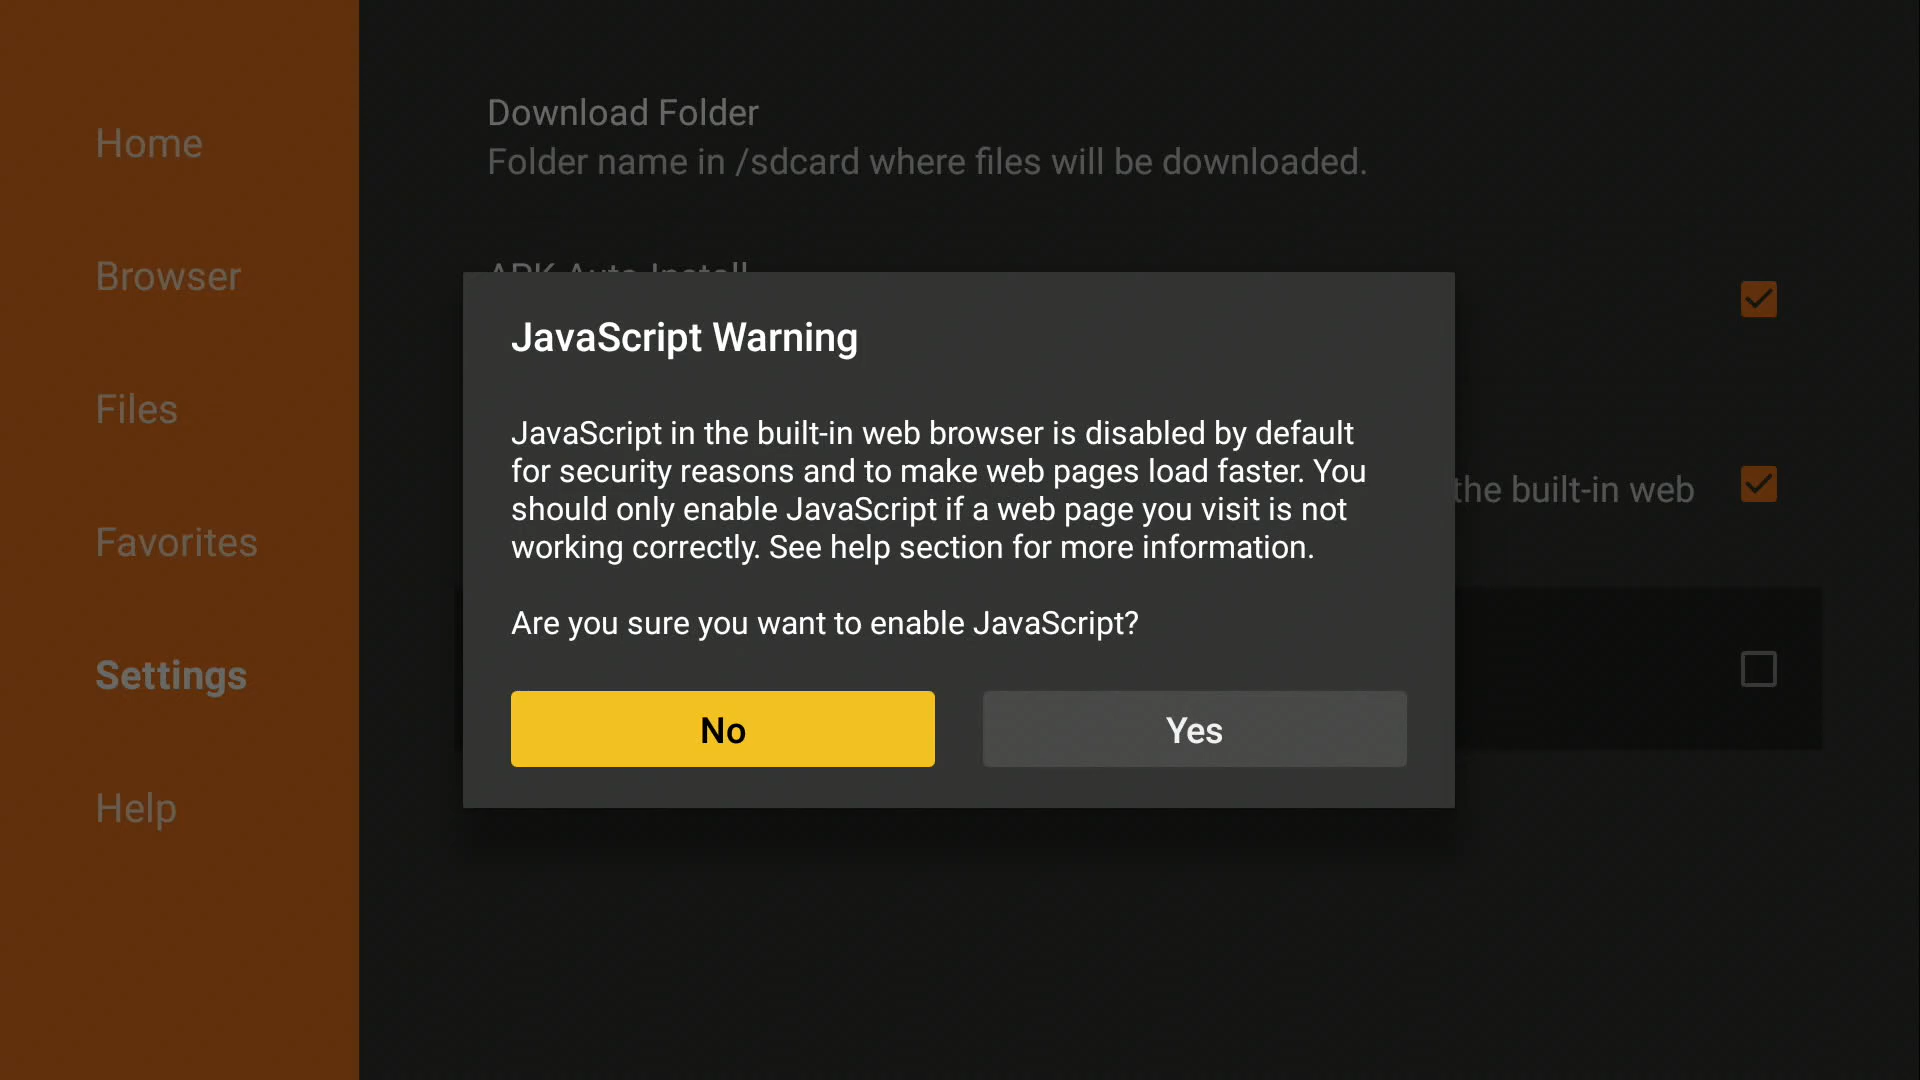 Home
Browser
Files
Favorites
Settings
Help
Download Folder
Folder name in /sdcard where files will be downloaded.
APK Auto Install
the built-in web
JavaScript Warning
JavaScript in the built-in web browser is disabled by default
for security reasons and to make web pages load faster. You
should only enable JavaScript if a web page you visit is not
working correctly. See help section for more information.
Are you sure you want to enable JavaScript?
No
Yes